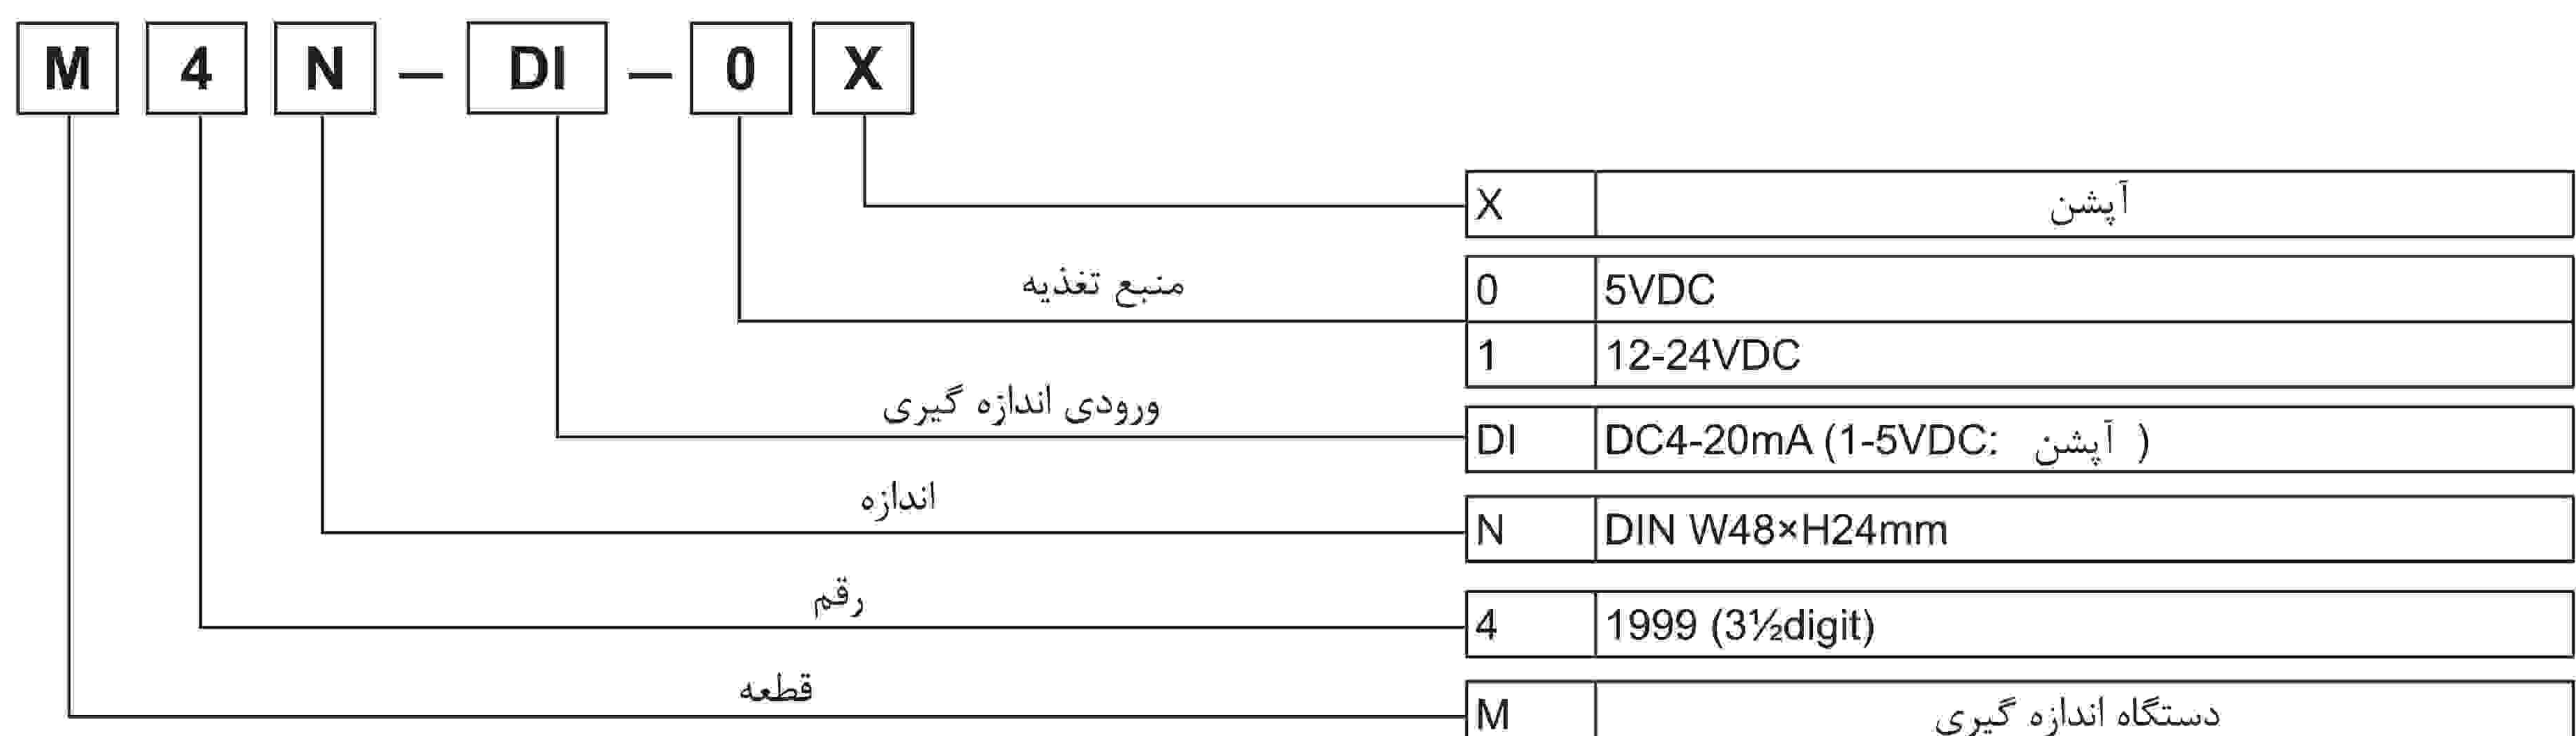 M 4 N — DI — 0 X
X آپشن
منبع تغذیه
0 5VDC
1 12-24VDC
ورودی اندازه گیری
DI DC4-20mA (1-5VDC: آپشن )
اندازه
N DIN W48×H24mm
رقم
4 1999 (3½digit)
قطعه
M دستگاه اندازه گیری